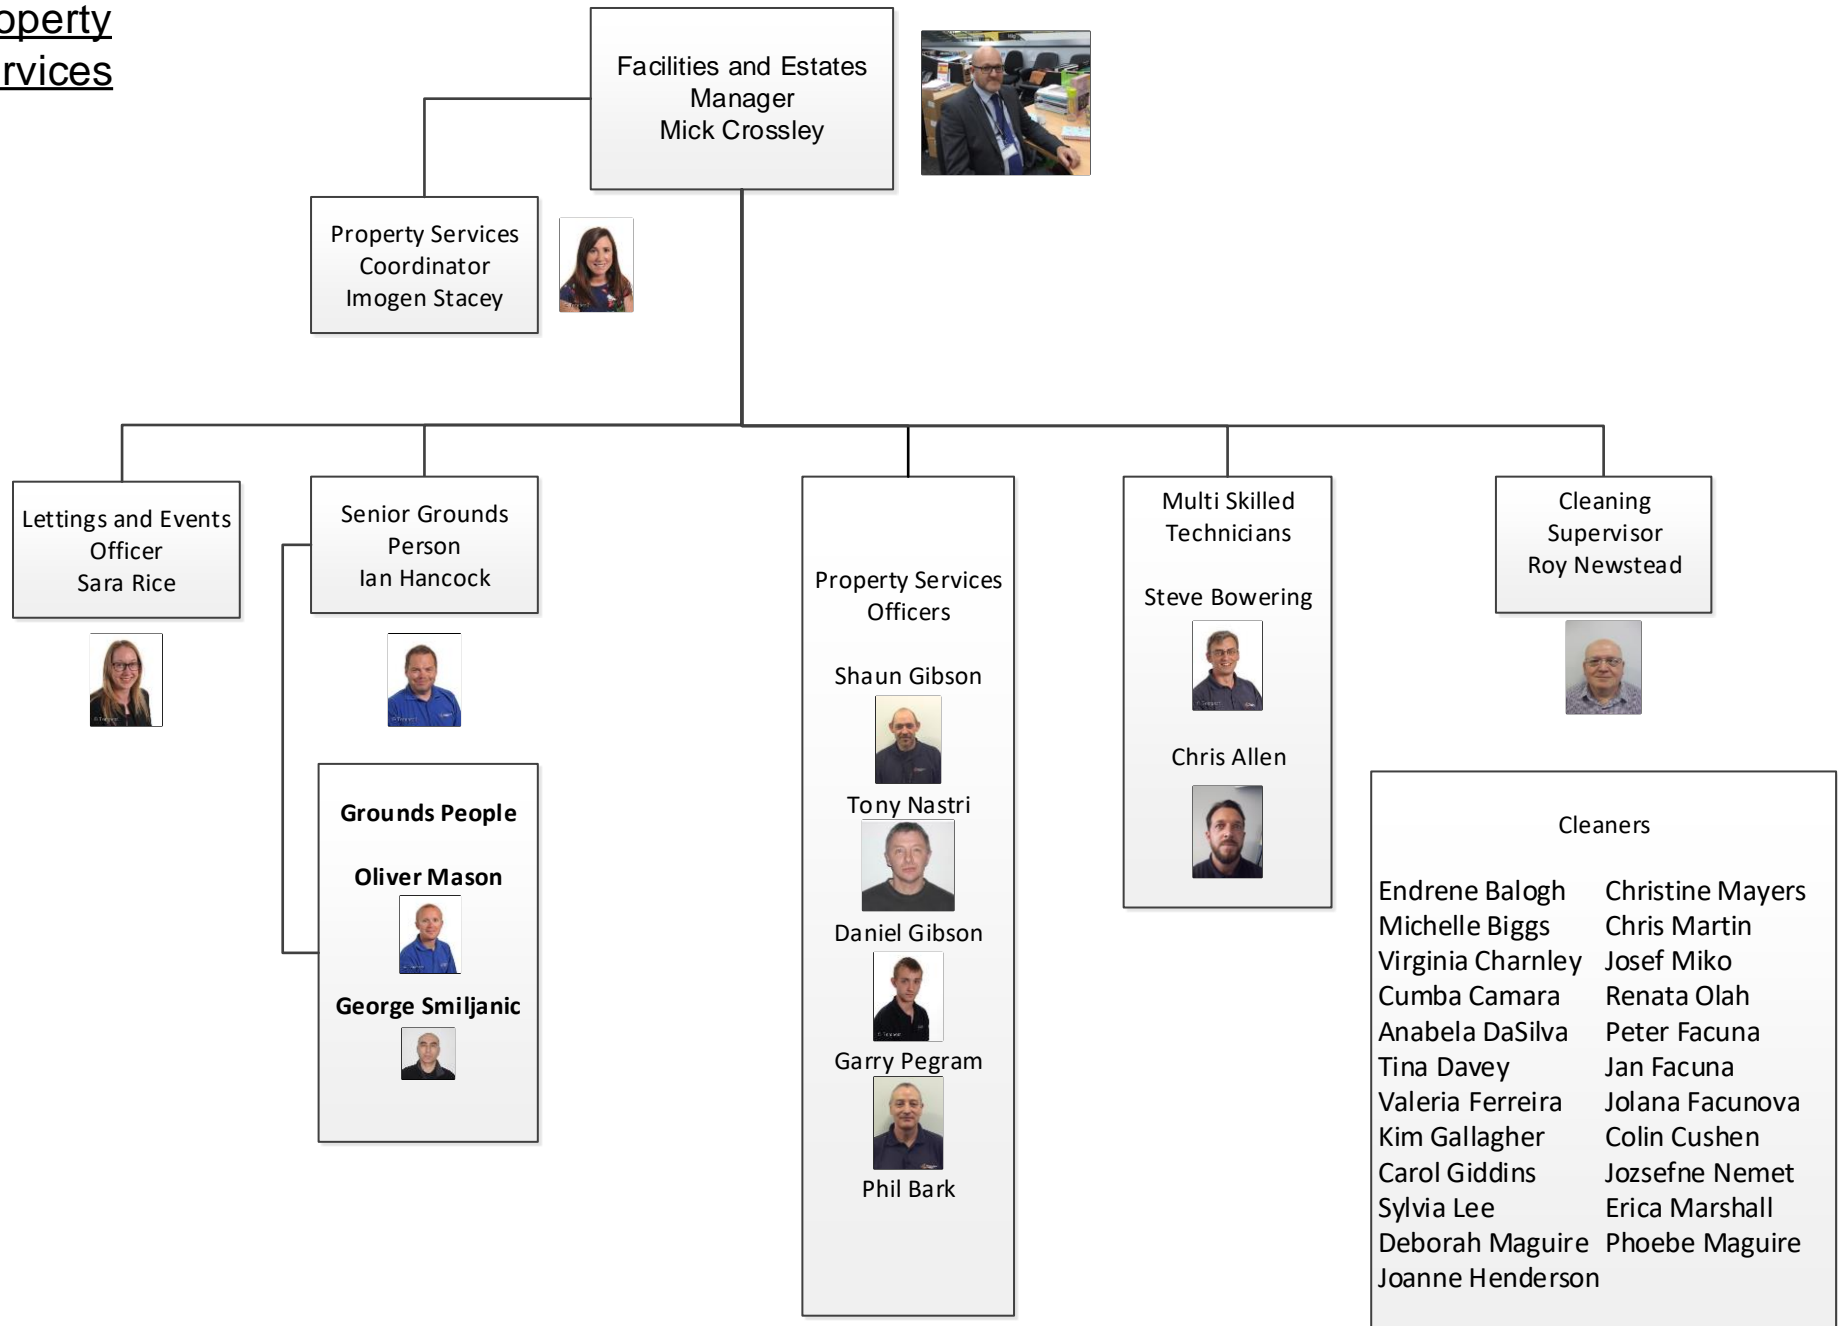 operty
rvices
Facilities and Estates
Manager
Mick Crossley
Property Services
Coordinator
Imogen Stacey
Lettings and Events
Officer
Sara Rice
Senior Grounds
Person
Ian Hancock
Grounds People
Oliver Mason
George Smiljanic
Property Services
Officers
Shaun Gibson
Tony Nastri
Daniel Gibson
Garry Pegram
Phil Bark
Multi Skilled
Technicians
Steve Bowering
Chris Allen
Cleaning
Supervisor
Roy Newstead
Cleaners
Endrene Balogh Christine Mayers
Michelle Biggs Chris Martin
Virginia Charnley Josef Miko
Cumba Camara Renata Olah
Anabela DaSilva Peter Facuna
Tina Davey Jan Facuna
Valeria Ferreira Jolana Facunova
Kim Gallagher Colin Cushen
Carol Giddins Jozsefne Nemet
Sylvia Lee Erica Marshall
Deborah Maguire Phoebe Maguire
Joanne Henderson